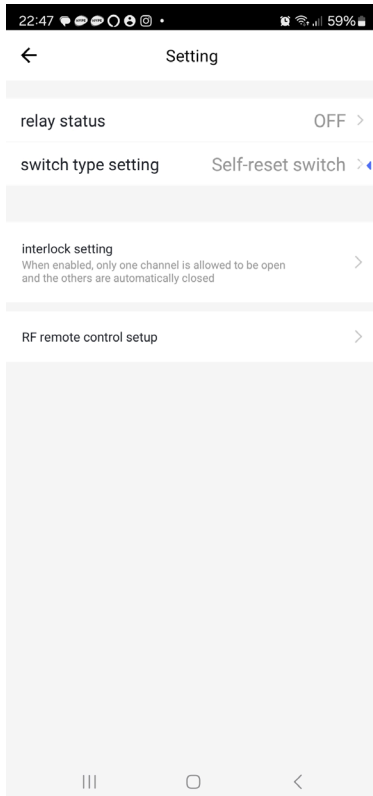 22:47 59%
Setting
relay status OFF
switch type setting Self-reset switch
interlock setting
When enabled, only one channel is allowed to be open
and the others are automatically closed
RF remote control setup